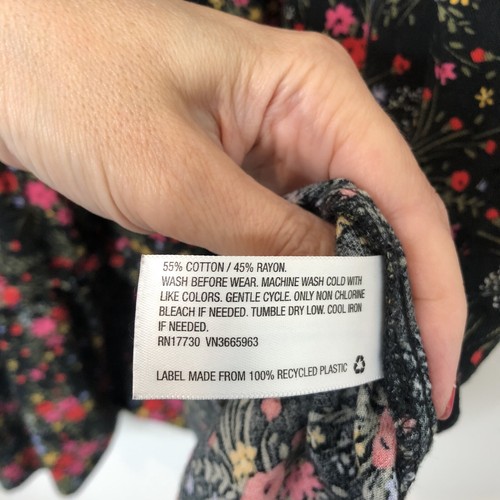 55% COTTON / 45% RAYON.
WASH BEFORE WEAR. MACHINE WASH COLD WITH
LIKE COLORS. GENTLE CYCLE. ONLY NON CHLORINE
BLEACH IF NEEDED. TUMBLE DRY LOW. COOL IRON
IF NEEDED.
RN17730 VN3665963
LABEL MADE FROM 100% RECYCLED PLASTIC